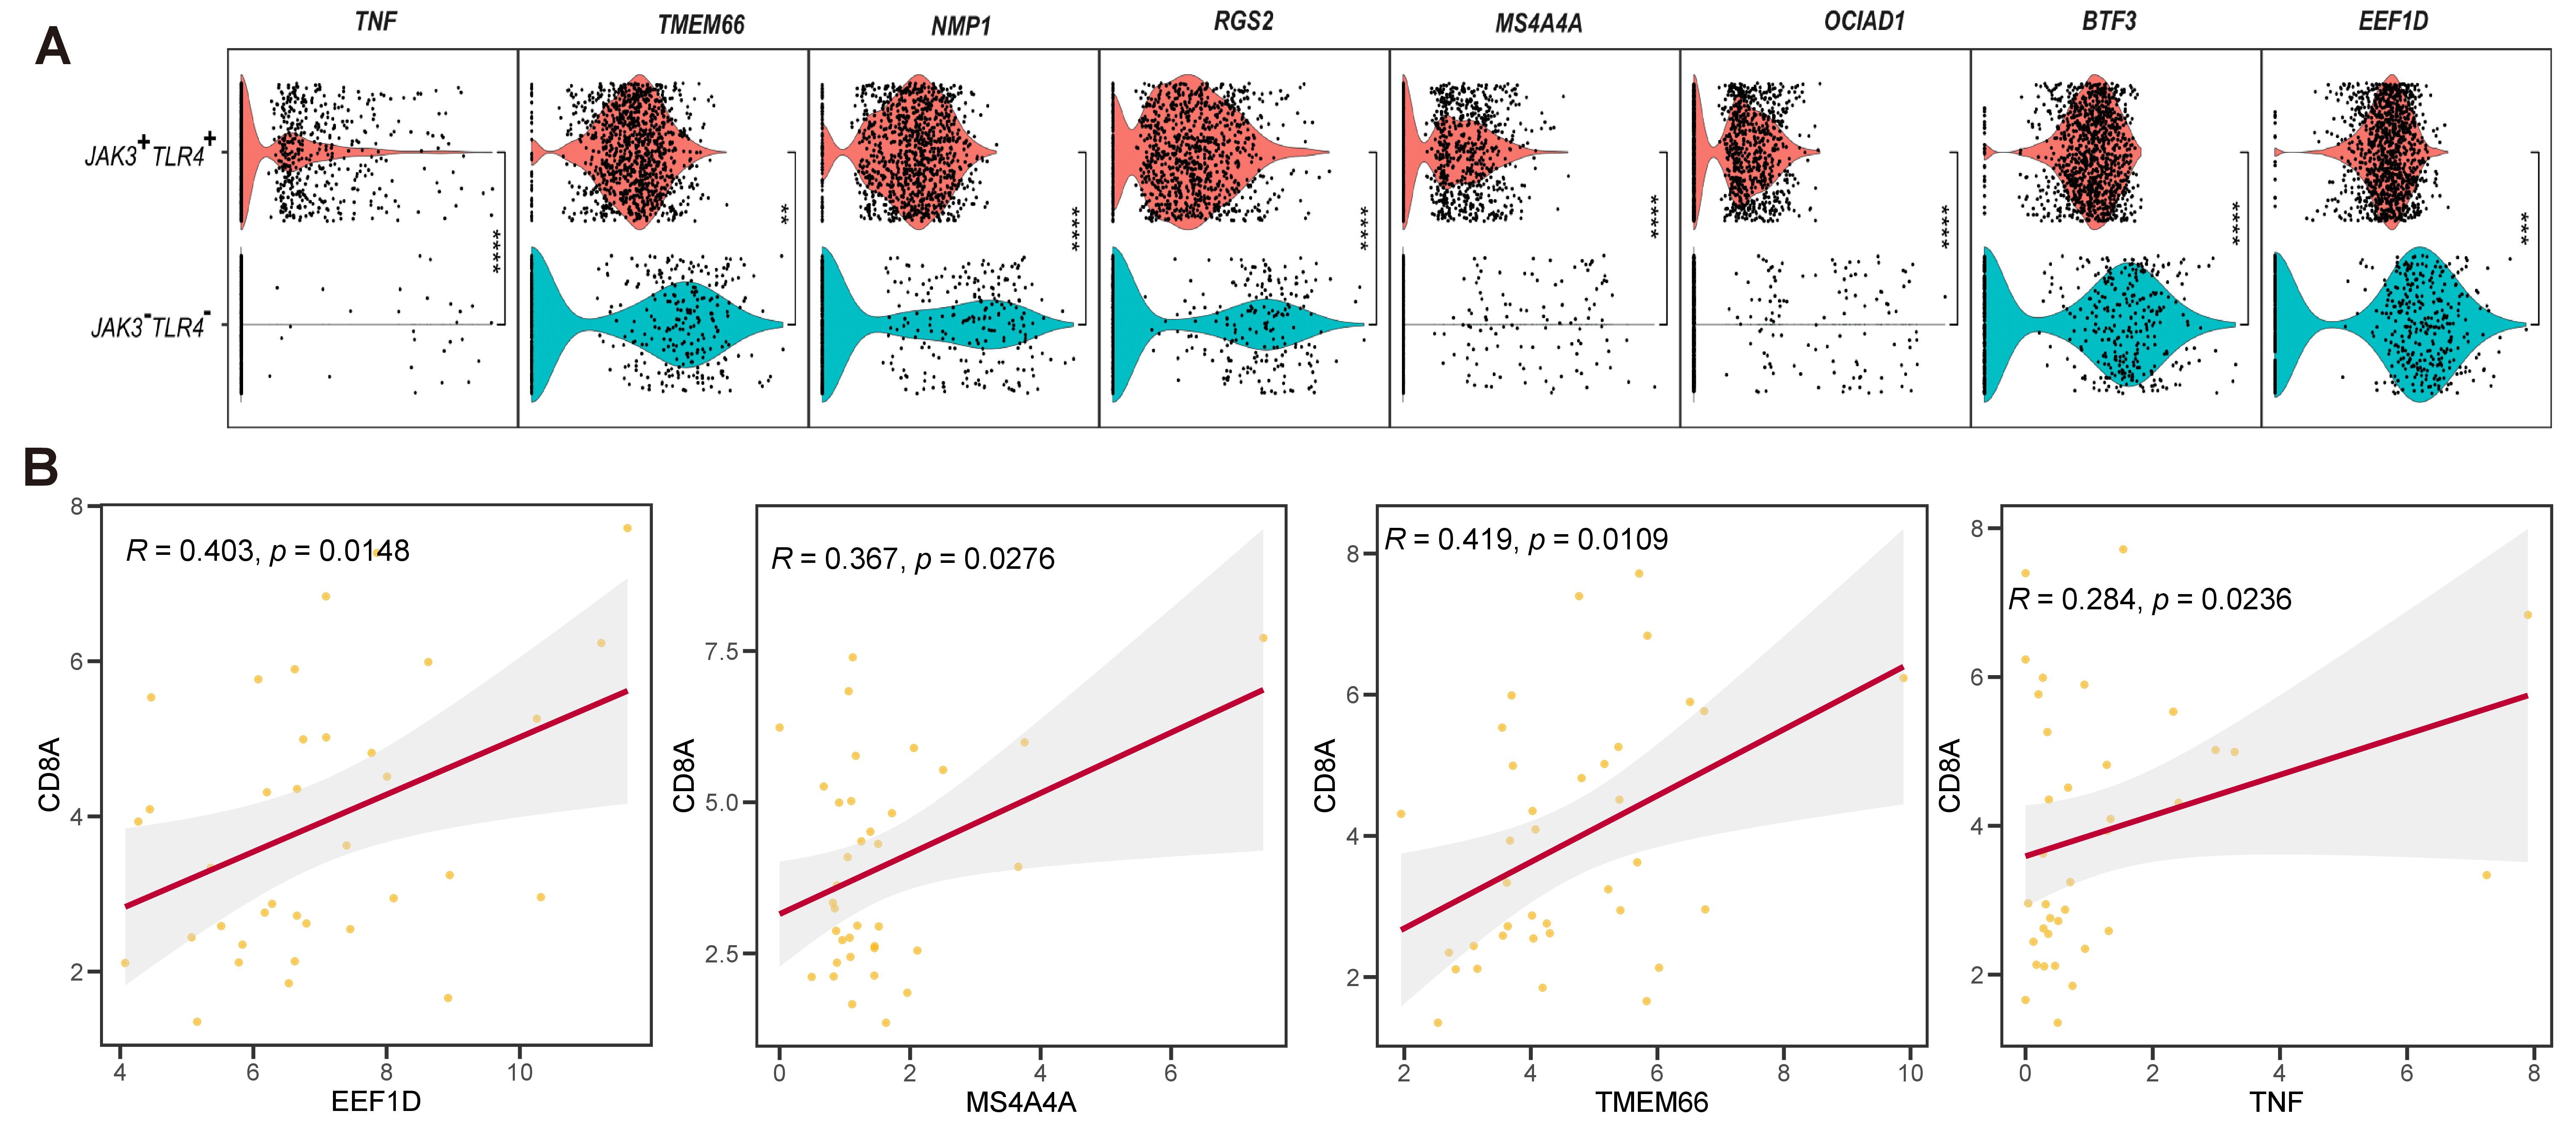 A
TNF TMEM66 NMP1 RGS2 MS4A4A OCIAD1 BTF3 EEF1D
JAK3+TLR4+
**** ** **** **** **** **** **** ***
JAK3-TLR4-
B
R = 0.403, p = 0.0148
8
6
4
2
CD8A
4 6 8 10
EEF1D
R = 0.367, p = 0.0276
7.5
5.0
2.5
CD8A
0 2 4 6
MS4A4A
R = 0.419, p = 0.0109
8
6
4
2
CD8A
2 4 6 8 10
TMEM66
R = 0.284, p = 0.0236
8
6
4
2
CD8A
0 2 4 6 8
TNF